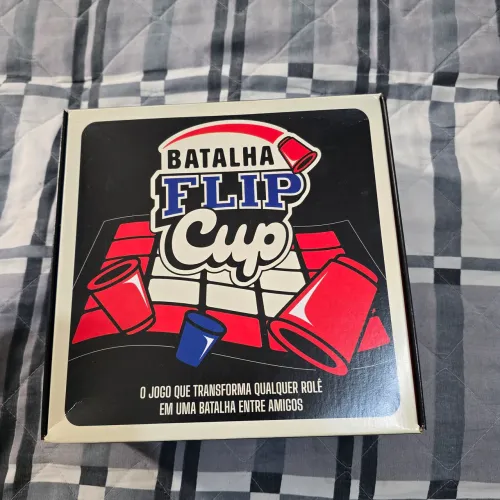 BATALHA
FLIP
Cup
O JOGO QUE TRANSFORMA QUALQUER ROLÊ
EM UMA BATALHA ENTRE AMIGOS